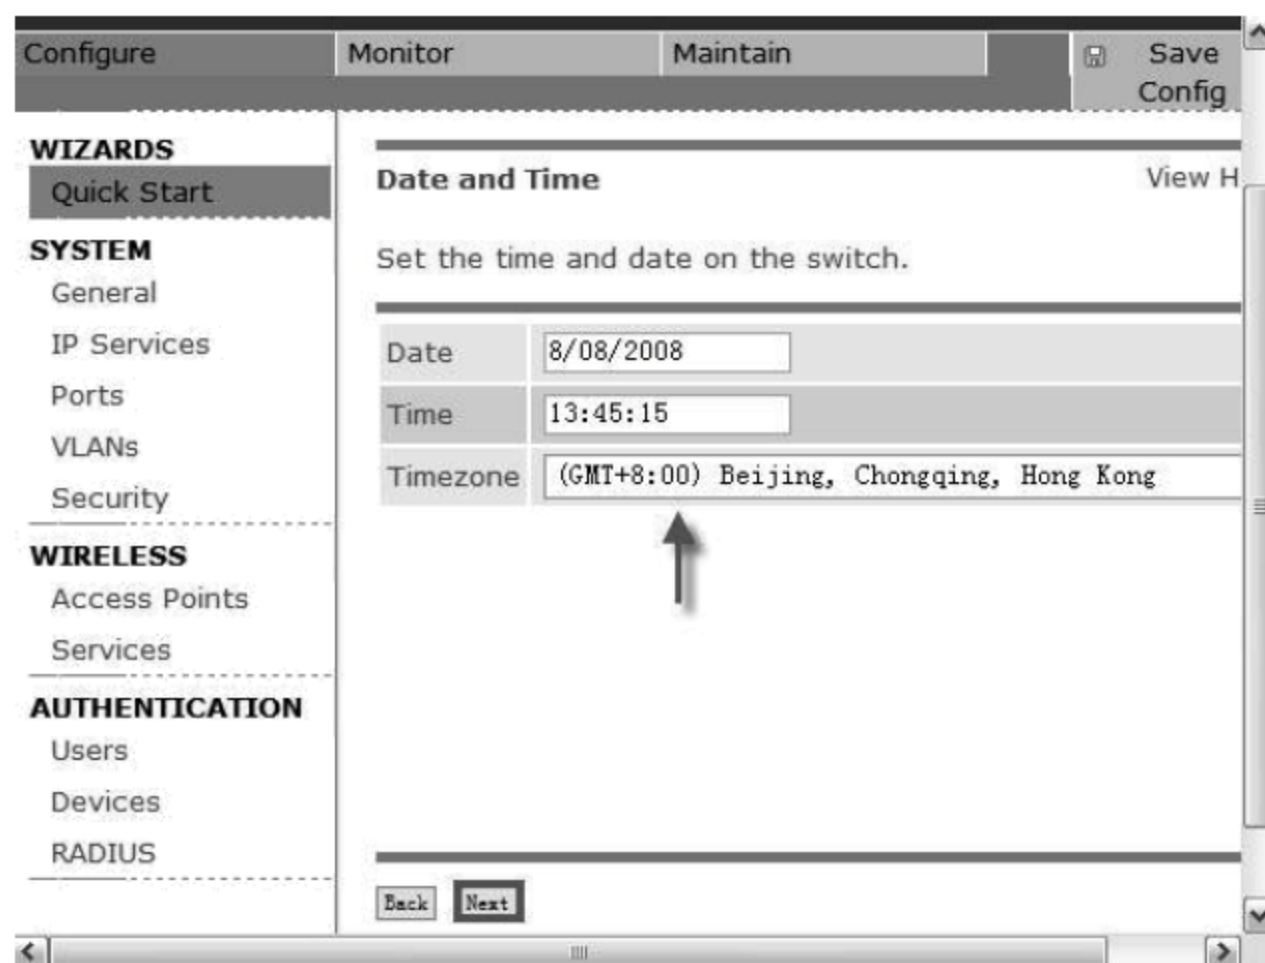 Configure Monitor Maintain Save
Config
WIZARDS
Quick Start
SYSTEM
General
IP Services
Ports
VLANs
Security
WIRELESS
Access Points
Services
AUTHENTICATION
Users
Devices
RADIUS
Date and Time View H
Set the time and date on the switch.
Date 8/08/2008
Time 13:45:15
Timezone (GMT+8:00) Beijing, Chongqing, Hong Kong
Back Next